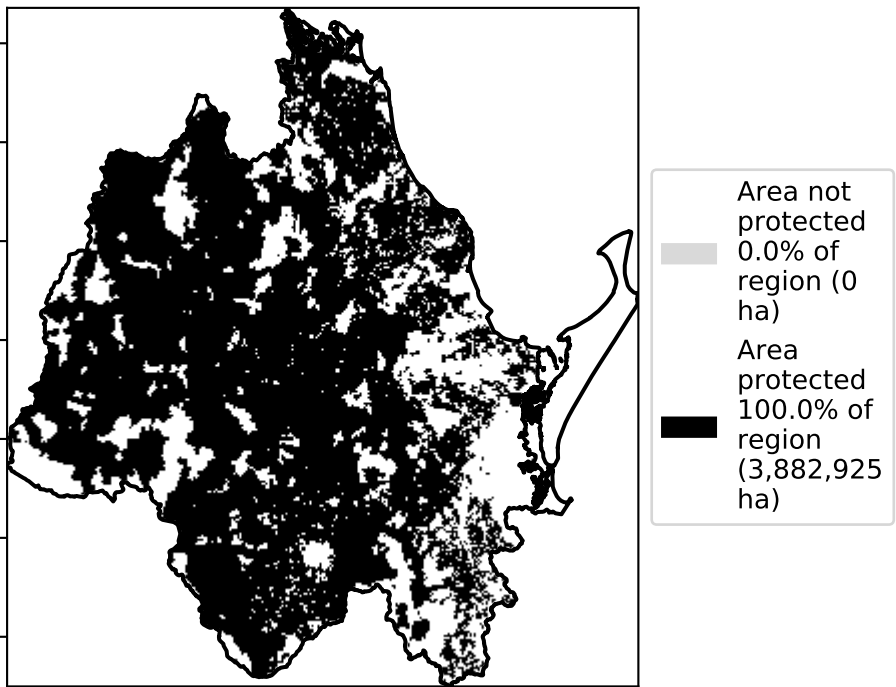 Area not
protected
0.0% of
region (0
ha)
Area
protected
100.0% of
region
(3,882,925
ha)